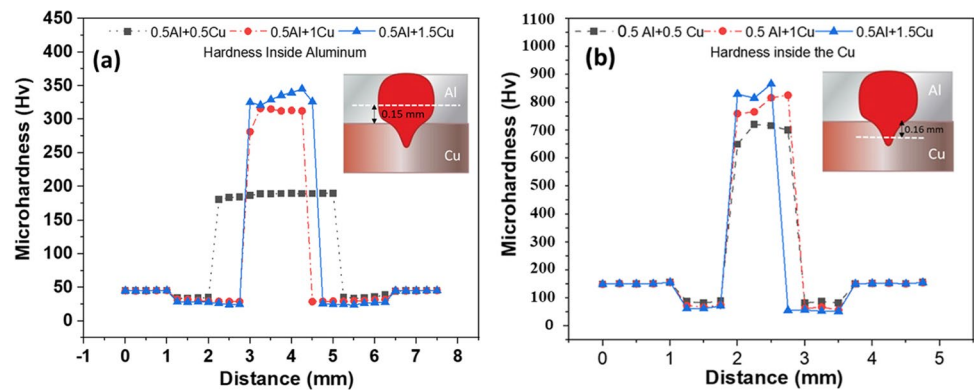 0.5Al+0.5Cu 0.5Al+1Cu 0.5Al+1.5Cu
(a) Hardness Inside Aluminum
Al
0.15 mm
Cu
Microhardness (Hv)
450
400
350
300
250
200
150
100
50
0
-1 0 1 2 3 4 5 6 7 8
Distance (mm)
0.5 Al+0.5 Cu 0.5 Al+1 Cu 0.5Al+1.5Cu
(b) Hardness inside the Cu
Al
0.16 mm
Cu
Microhardness (Hv)
1100
1000
900
800
700
600
500
400
300
200
100
0
0 1 2 3 4 5
Distance (mm)